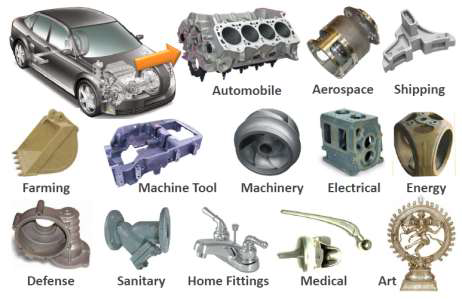 Automobile
Aerospace
Shipping
Farming
Machine Tool
Machinery
Electrical
Energy
Defense
Sanitary
Home Fittings
Medical
Art